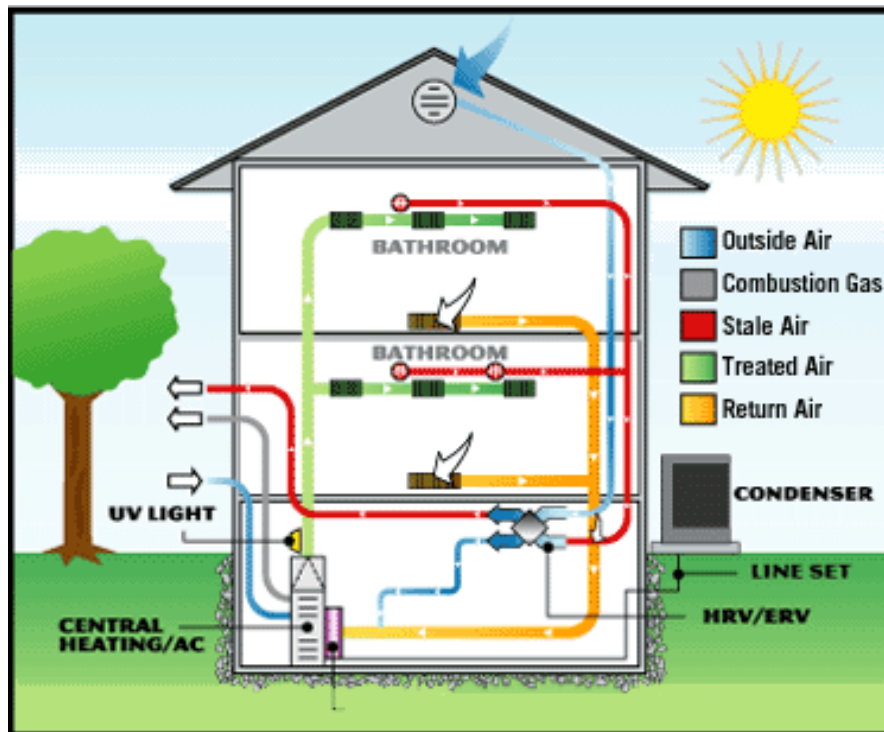 BATHROOM
BATHROOM
Outside Air
Combustion Gas
Stale Air
Treated Air
Return Air
UV LIGHT
CONDENSER
LINE SET
HRV/ERV
CENTRAL
HEATING/AC